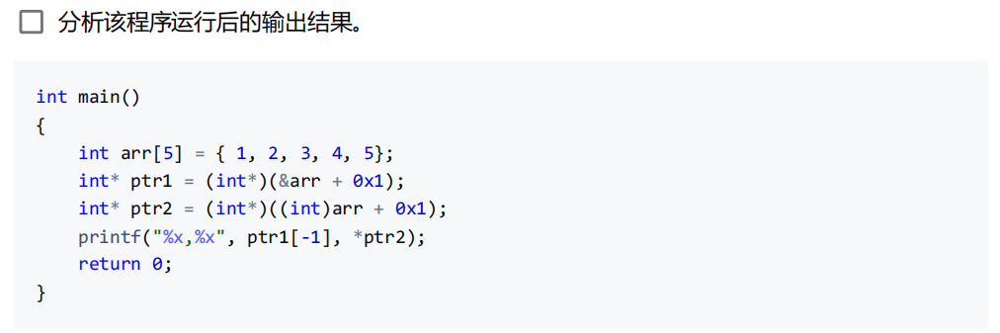 分析该程序运行后的输出结果。
int main()
{
    int arr[5] = { 1, 2, 3, 4, 5};
    int* ptr1 = (int*)(&arr + 0x1);
    int* ptr2 = (int*)((int)arr + 0x1);
    printf("%x,%x", ptr1[-1], *ptr2);
    return 0;
}